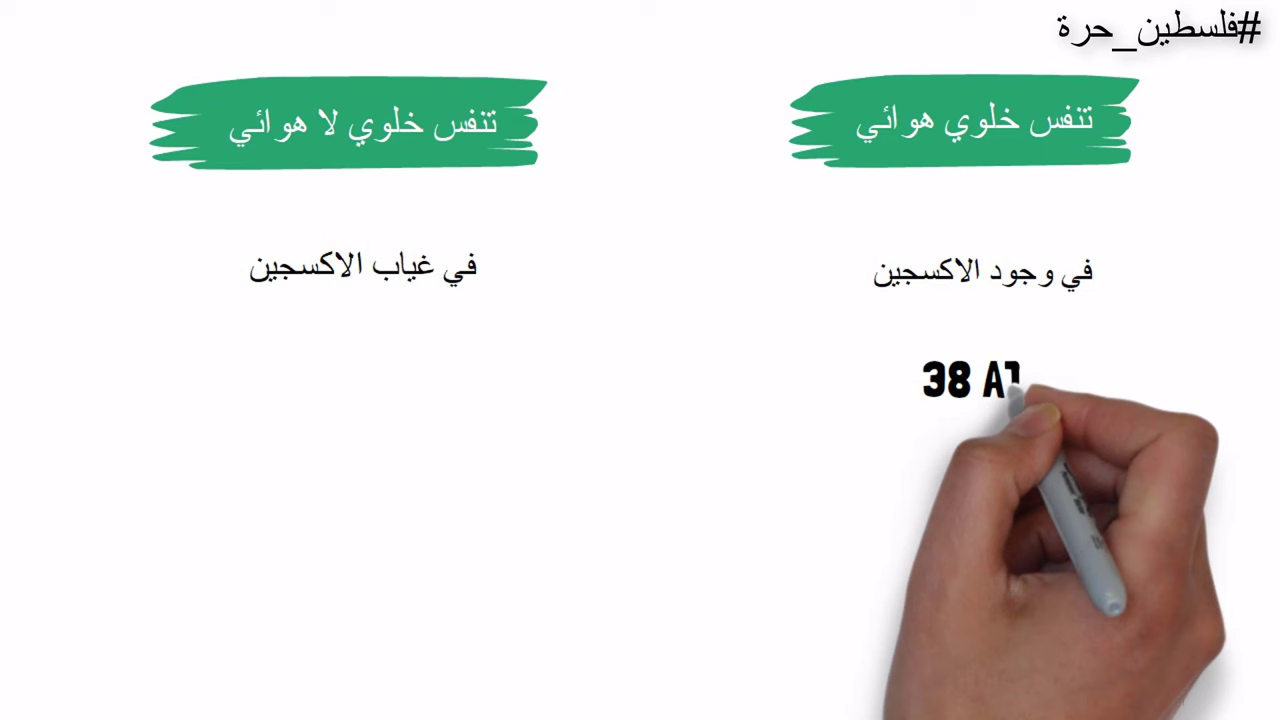 #فلسطين_حرة
تنفس خلوي هوائي
تنفس خلوي لا هوائي
في وجود الاكسجين
في غياب الاكسجين
38